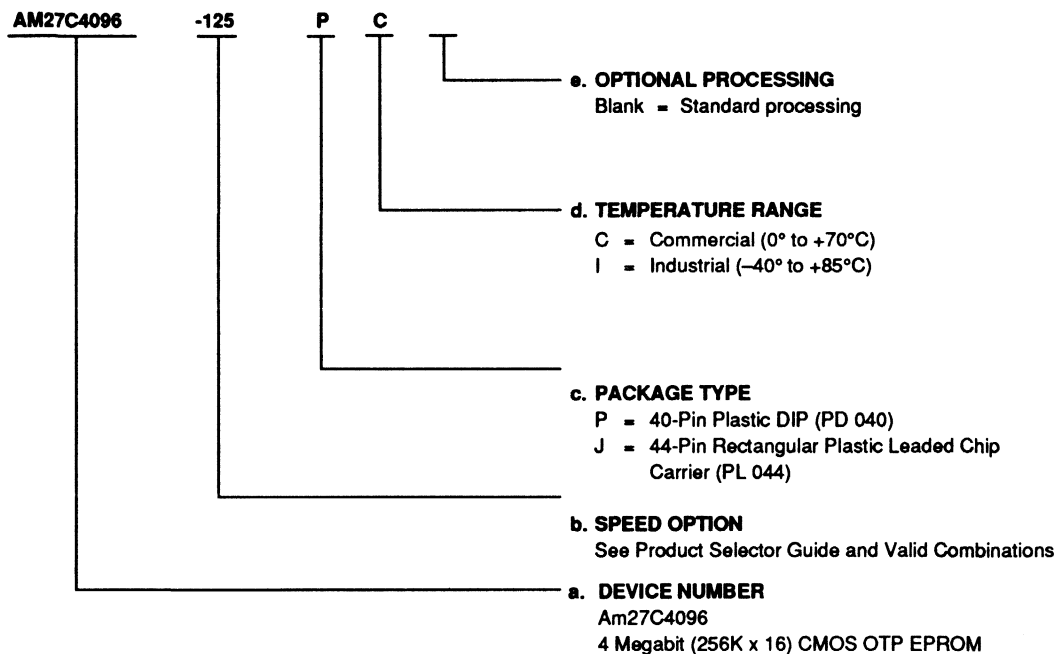 AM27C4096 -125 P C
e. OPTIONAL PROCESSING
Blank = Standard processing
d. TEMPERATURE RANGE
C = Commercial (0° to +70°C)
I = Industrial (–40° to +85°C)
c. PACKAGE TYPE
P = 40-Pin Plastic DIP (PD 040)
J = 44-Pin Rectangular Plastic Leaded Chip
Carrier (PL 044)
b. SPEED OPTION
See Product Selector Guide and Valid Combinations
a. DEVICE NUMBER
Am27C4096
4 Megabit (256K x 16) CMOS OTP EPROM